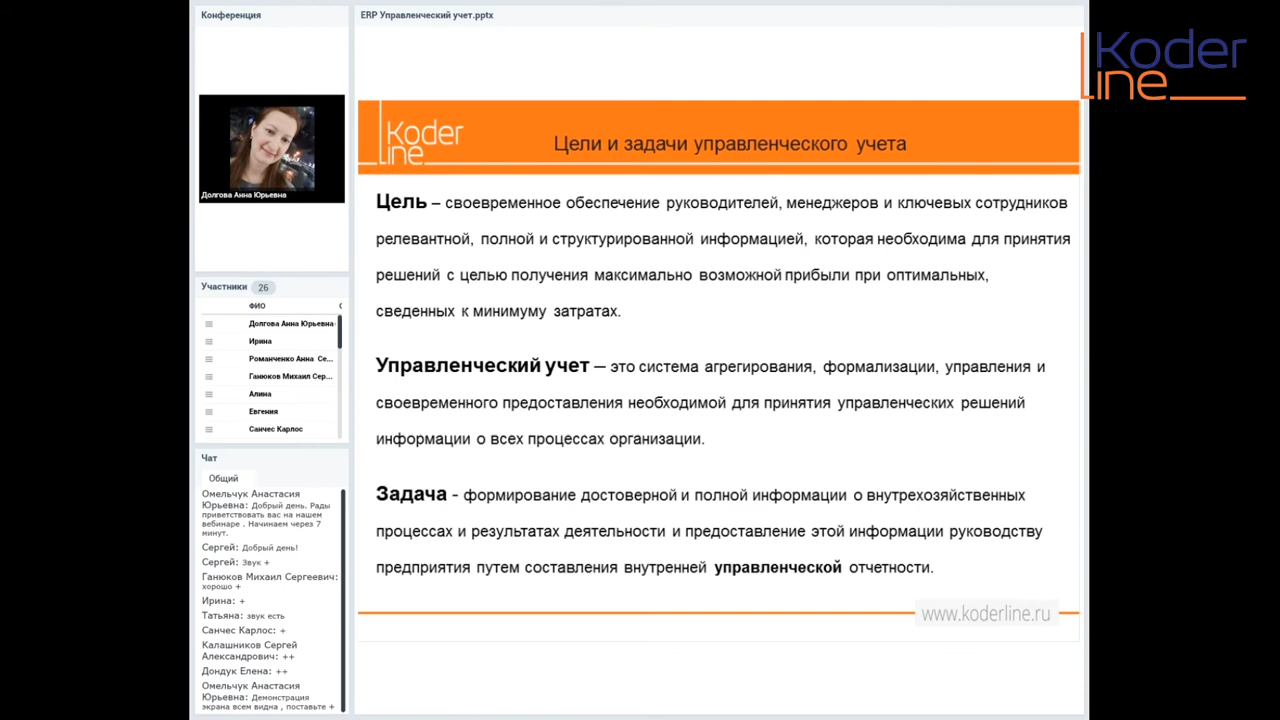 Конференция
ERP Управленческий учет.pptx
Koder
line
Долгова Анна Юрьевна
Участники 26
ФИО
Долгова Анна Юрьевна
Ирина
Романченко Анна Се...
Ганюков Михаил Сер...
Алина
Евгения
Санчес Карлос
Чат
Общий
Омельчук Анастасия
Юрьевна: Добрый день. Рады
приветствовать вас на нашем
вебинаре . Начинаем через 7
минут.
Сергей: Добрый день!
Сергей: Звук +
Ганюков Михаил Сергеевич:
хорошо +
Ирина: +
Татьяна: звук есть
Санчес Карлос: +
Калашников Сергей
Александрович: ++
Дондук Елена: ++
Омельчук Анастасия
Юрьевна: Демонстрация
экрана всем видна , поставьте +
Koder
line
Цели и задачи управленческого учета
Цель – своевременное обеспечение руководителей, менеджеров и ключевых сотрудников
релевантной, полной и структурированной информацией, которая необходима для принятия
решений с целью получения максимально возможной прибыли при оптимальных,
сведенных к минимуму затратах.
Управленческий учет — это система агрегирования, формализации, управления и
своевременного предоставления необходимой для принятия управленческих решений
информации о всех процессах организации.
Задача - формирование достоверной и полной информации о внутрехозяйственных
процессах и результатах деятельности и предоставление этой информации руководству
предприятия путем составления внутренней управленческой отчетности.
www.koderline.ru